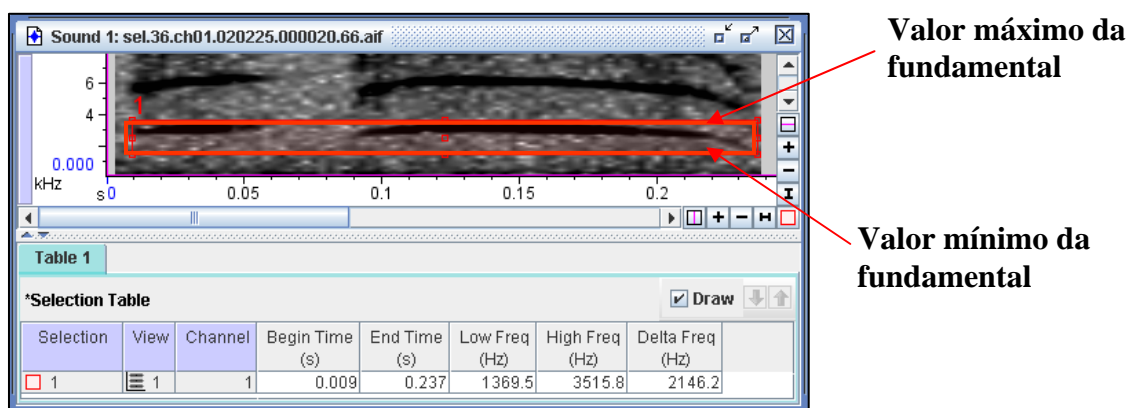 Sound 1: sel.36.ch01.020225.000020.66.aif
Valor máximo da
fundamental
6
4
0.000
kHz
1
s 0
0.05
0.1
0.15
0.2
Valor mínimo da
fundamental
Table 1
*Selection Table
Draw
Selection View Channel Begin Time (s) End Time (s) Low Freq (Hz) High Freq (Hz) Delta Freq (Hz)
1 1 1 0.009 0.237 1369.5 3515.8 2146.2